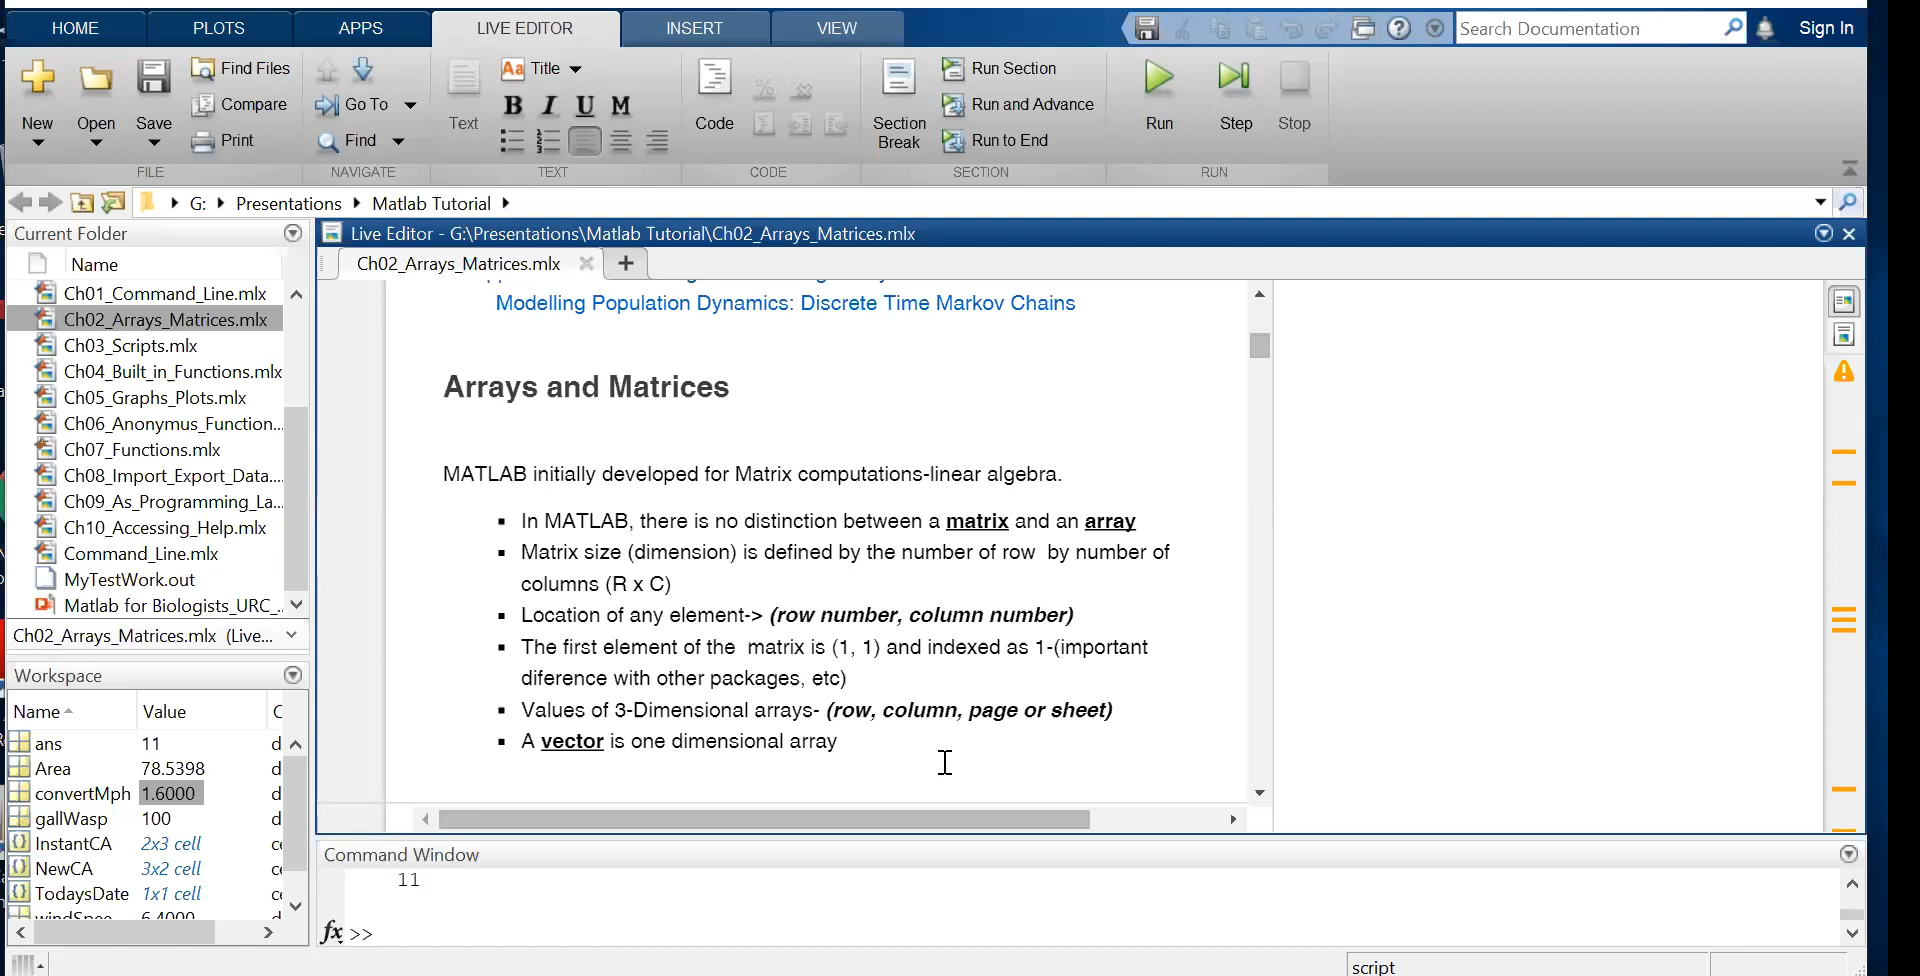 HOME PLOTS APPS LIVE EDITOR INSERT VIEW Search Documentation Sign In
New Open Save Find Files Compare Print
FILE
Go To Find
NAVIGATE
Text Aa Title
B I U M
TEXT
Code
CODE
Section Break Run Section Run and Advance Run to End
SECTION
Run Step Stop
RUN
G: Presentations Matlab Tutorial
Current Folder
Name
Ch01_Command_Line.mlx
Ch02_Arrays_Matrices.mlx
Ch03_Scripts.mlx
Ch04_Built_in_Functions.mlx
Ch05_Graphs_Plots.mlx
Ch06_Anonymus_Function...
Ch07_Functions.mlx
Ch08_Import_Export_Data....
Ch09_As_Programming_La...
Ch10_Accessing_Help.mlx
Command_Line.mlx
MyTestWork.out
Matlab for Biologists_URC_...
Ch02_Arrays_Matrices.mlx (Live...
Workspace
Name Value C
ans 11 d
Area 78.5398 d
convertMph 1.6000 d
gallWasp 100 d
InstantCA 2x3 cell ce
NewCA 3x2 cell ce
TodaysDate 1x1 cell ce
windSpee 6.4000
Live Editor - G:\Presentations\Matlab Tutorial\Ch02_Arrays_Matrices.mlx
Ch02_Arrays_Matrices.mlx
Modelling Population Dynamics: Discrete Time Markov Chains
Arrays and Matrices
MATLAB initially developed for Matrix computations-linear algebra.
▪ In MATLAB, there is no distinction between a matrix and an array
▪ Matrix size (dimension) is defined by the number of row by number of
columns (R x C)
▪ Location of any element-> (row number, column number)
▪ The first element of the matrix is (1, 1) and indexed as 1-(important
diference with other packages, etc)
▪ Values of 3-Dimensional arrays- (row, column, page or sheet)
▪ A vector is one dimensional array
Command Window
11
fx >>
script